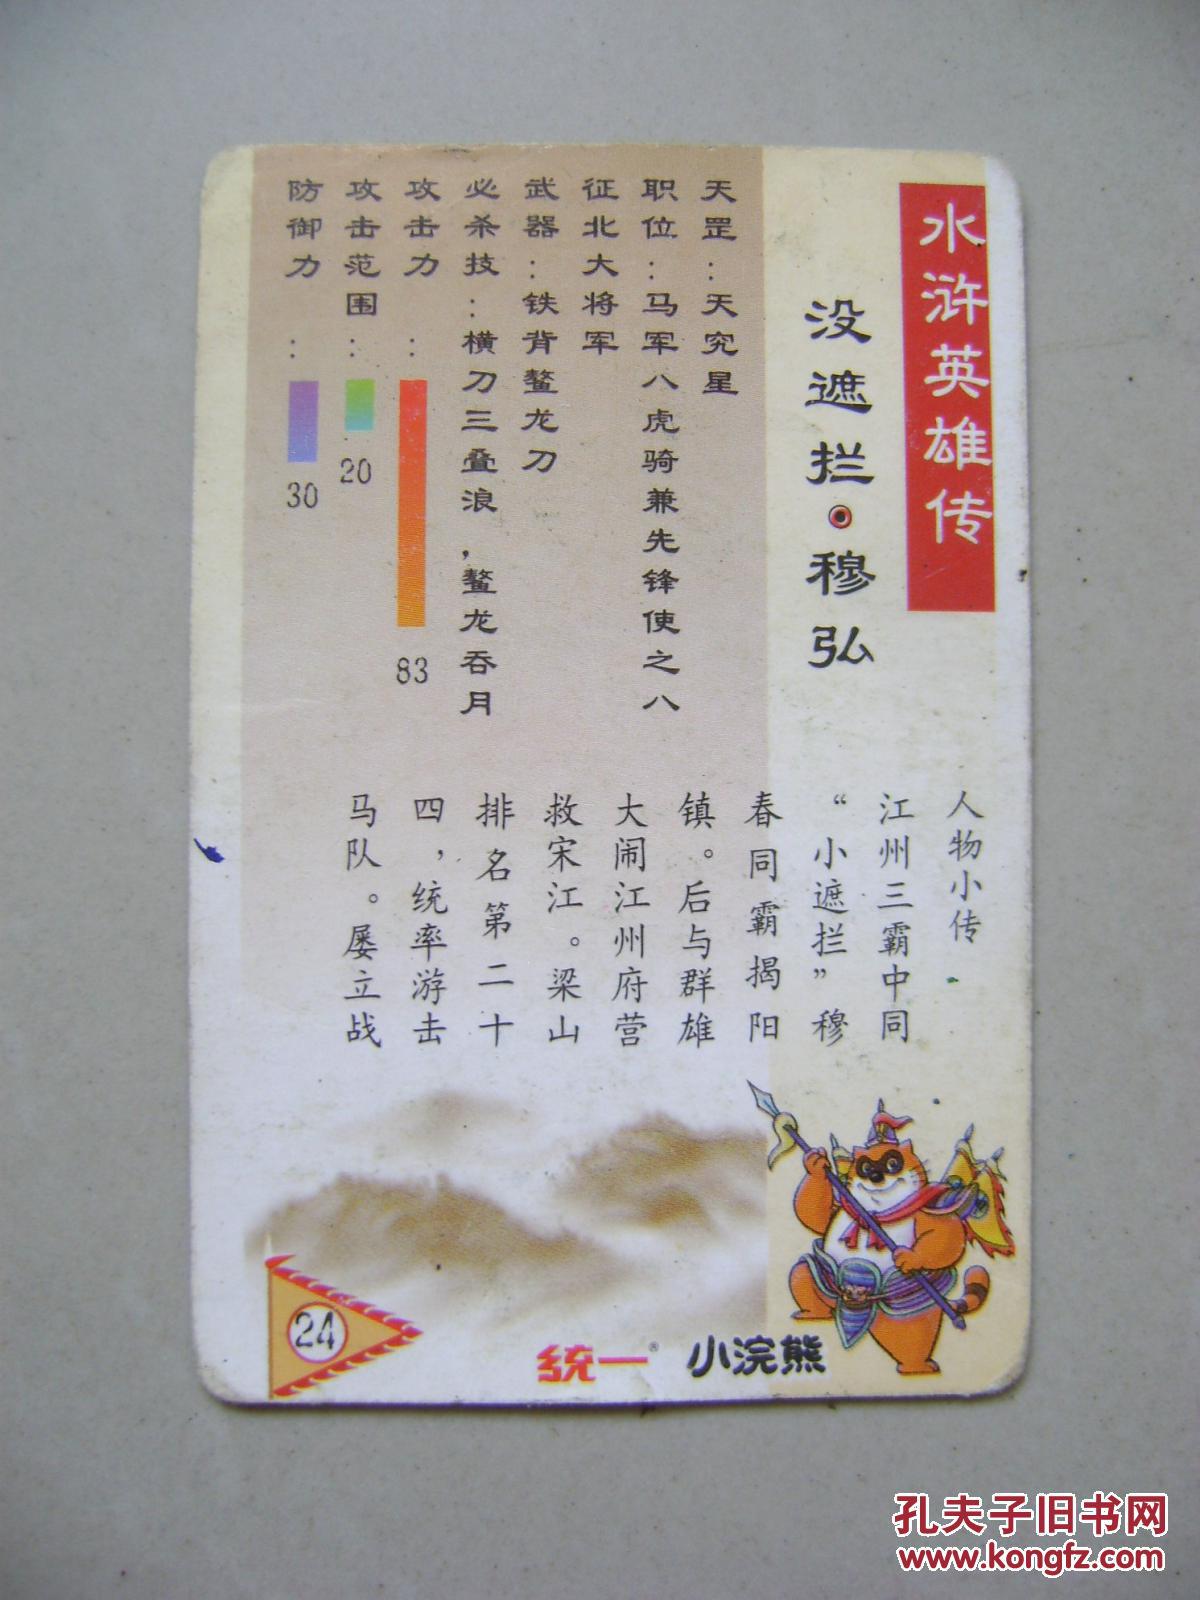 水浒英雄传
没遮拦·穆弘
天罡：天究星
职位：马军八虎骑兼先锋使之八
征北大将军
武器：铁背鳌龙刀
必杀技：横刀三叠浪，鳌龙吞月
攻击力：83
攻击范围：20
防御力：30
人物小传
江州三霸中同
“小遮拦”穆
春同霸揭阳
镇。后与群雄
大闹江州府营
救宋江。梁山
排名第二十
四，统率游击
马队。屡立战
24
统一®
小浣熊
孔夫子旧书网
www.kongfz.com